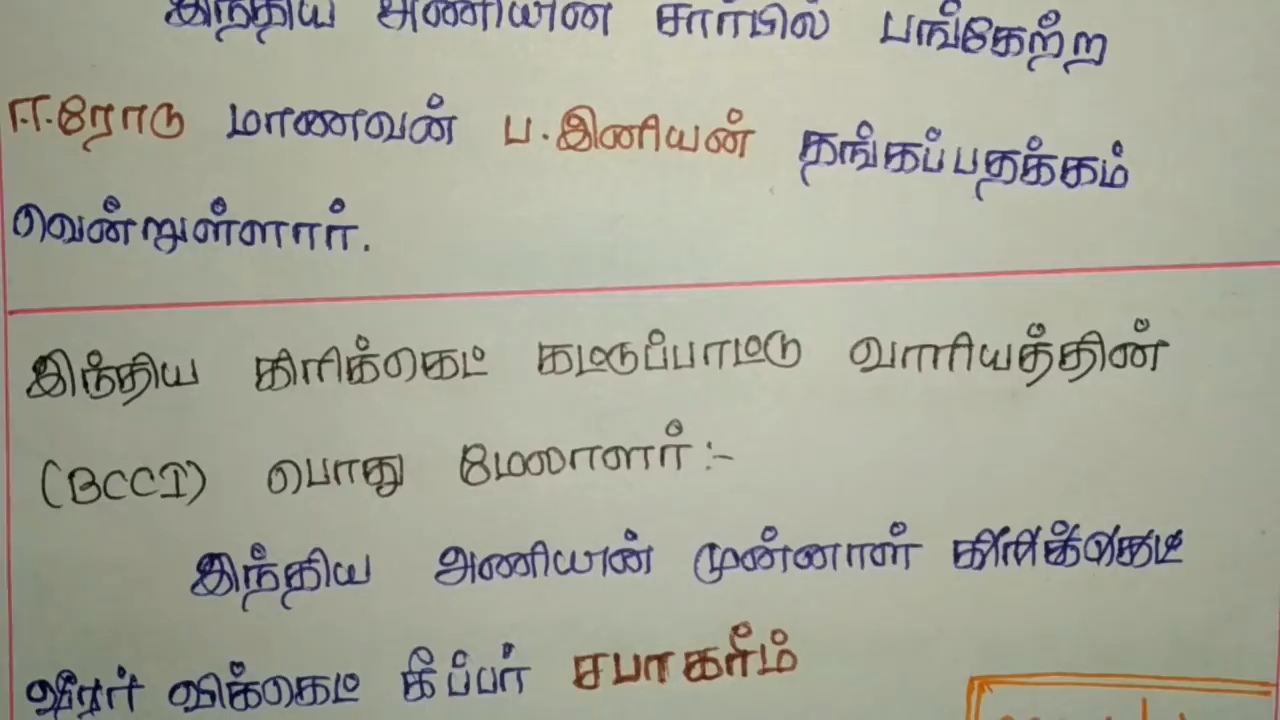 இந்திய அணியின் சார்பில் பங்கேற்ற
ஈரோடு மாணவன் ப.இனியன் தங்கப்பதக்கம்
வென்றுள்ளார்.
இந்திய கிரிக்கெட் கட்டுப்பாட்டு வாரியத்தின்
(BCCI) பொது மேலாளர்:-
இந்திய அணியின் முன்னாள் கிரிக்கெட்
வீரர் விக்கெட் கீப்பர் சபாகரீம்